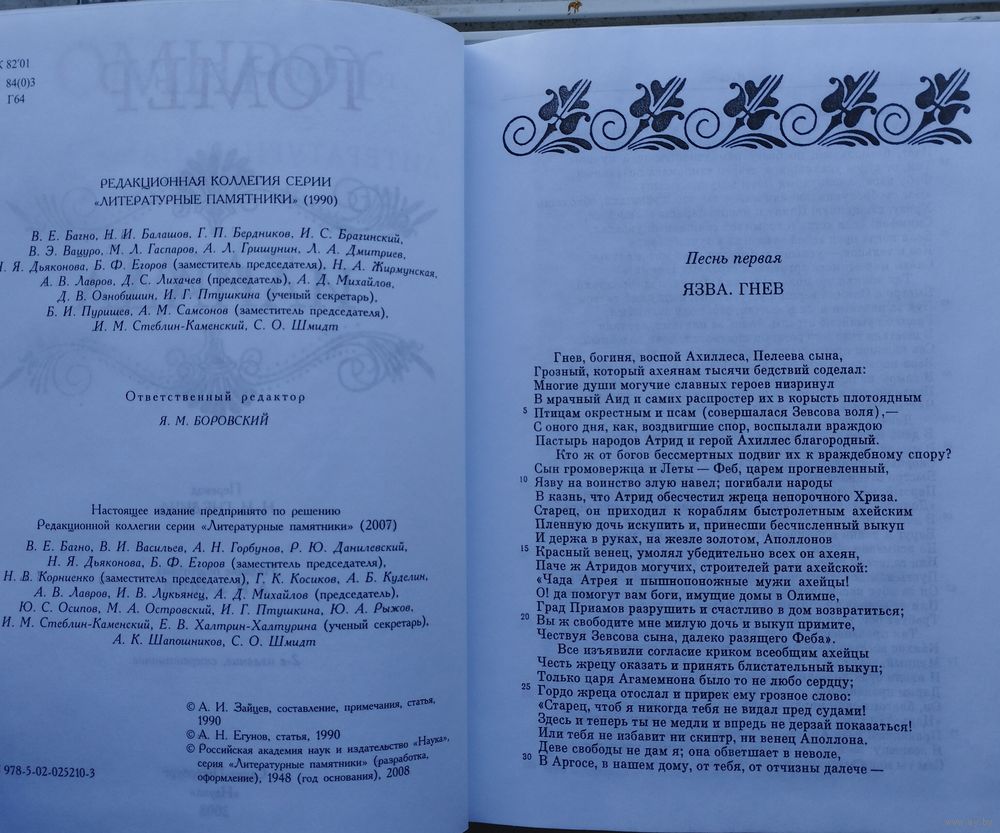 К 82'01
84(0)3
Г64
РЕДАКЦИОННАЯ КОЛЛЕГИЯ СЕРИИ
«ЛИТЕРАТУРНЫЕ ПАМЯТНИКИ» (1990)
В. Е. Багно, Н. И. Балашов, Г. П. Бердников, И. С. Брагинский,
В. Э. Вацуро, М. Л. Гаспаров, А. Л. Гришунин, Л. А. Дмитриев,
Н. Я. Дьяконова, Б. Ф. Егоров (заместитель председателя), Н. А. Жирмунская,
А. В. Лавров, Д. С. Лихачев (председатель), А. Д. Михайлов,
Д. В. Ознобишин, И. Г. Птушкина (ученый секретарь),
Б. И. Пуришев, А. М. Самсонов (заместитель председателя),
И. М. Стеблин-Каменский, С. О. Шмидт
Ответственный редактор
Я. М. БОРОВСКИЙ
Настоящее издание предпринято по решению
Редакционной коллегии серии «Литературные памятники» (2007)
В. Е. Багно, В. И. Васильев, А. Н. Горбунов, Р. Ю. Данилевский,
Н. Я. Дьяконова, Б. Ф. Егоров (заместитель председателя),
Н. В. Корниенко (заместитель председателя), Г. К. Косиков, А. Б. Куделин,
А. В. Лавров, И. В. Лукьянец, А. Д. Михайлов (председатель),
Ю. С. Осипов, М. А. Островский, И. Г. Птушкина, Ю. А. Рыжов,
И. М. Стеблин-Каменский, Е. В. Халтрин-Халтурина (ученый секретарь),
А. К. Шапошников, С. О. Шмидт
© А. И. Зайцев, составление, примечания, статья,
1990
© А. Н. Егунов, статья, 1990
© Российская академия наук и издательство «Наука»,
серия «Литературные памятники» (разработка,
оформление), 1948 (год основания), 2008
978-5-02-025210-3
Песнь первая
ЯЗВА. ГНЕВ
Гнев, богиня, воспой Ахиллеса, Пелеева сына,
Грозный, который ахеянам тысячи бедствий соделал:
Многие души могучие славных героев низринул
В мрачный Аид и самих распростер их в корысть плотоядным
5 Птицам окрестным и псам (совершалася Зевсова воля),—
С оного дня, как, воздвигшие спор, воспылали враждою
Пастырь народов Атрид и герой Ахиллес благородный.
Кто ж от богов бессмертных подвиг их к враждебному спору?
Сын громовержца и Леты — Феб, царем прогневленный,
10 Язву на воинство злую навел; погибали народы
В казнь, что Атрид обесчестил жреца непорочного Хриза.
Старец, он приходил к кораблям быстролетным ахейским
Пленную дочь искупить и, принесши бесчисленный выкуп
И держа в руках, на жезле золотом, Аполлонов
15 Красный венец, умолял убедительно всех он ахеян,
Паче ж Атридов могучих, строителей рати ахейской:
«Чада Атрея и пышнопоножные мужи ахейцы!
О! да помогут вам боги, имущие домы в Олимпе,
Град Приамов разрушить и счастливо в дом возвратиться;
20 Вы ж свободите мне милую дочь и выкуп примите,
Чествуя Зевсова сына, далеко разящего Феба».
Все изъявили согласие криком всеобщим ахейцы
Честь жрецу оказать и принять блистательный выкуп;
Только царя Агамемнона было то не любо сердцу;
25 Гордо жреца отослал и прирек ему грозное слово:
«Старец, чтоб я никогда тебя не видал пред судами!
Здесь и теперь ты не медли и впредь не дерзай показаться!
Или тебя не избавит ни скиптр, ни венец Аполлона.
Деве свободы не дам я; она обветшает в неволе,
30 В Аргосе, в нашем дому, от тебя, от отчизны далече —